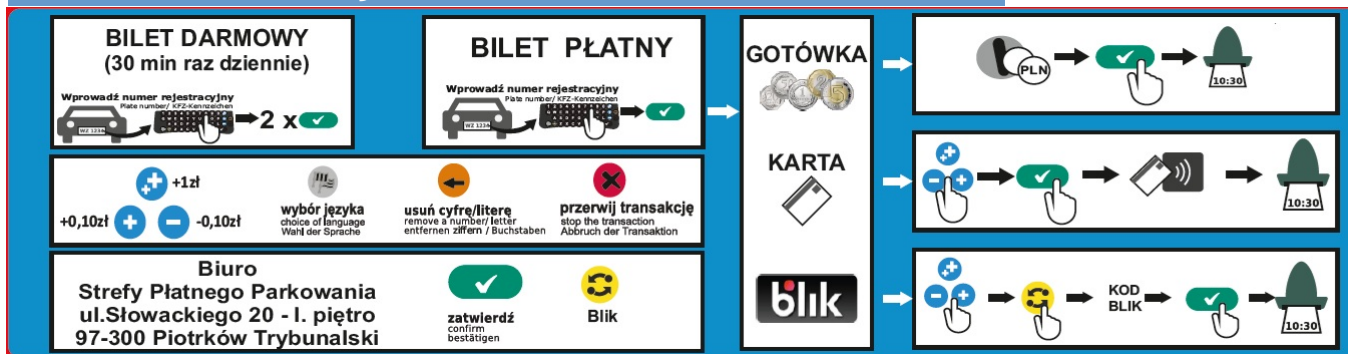 BILET DARMOWY
(30 min raz dziennie)
Wprowadź numer rejestracyjny
Plate number/ KFZ-Kennzeichen
WZ 1234
2 x
BILET PŁATNY
Wprowadź numer rejestracyjny
Plate number/ KFZ-Kennzeichen
WZ 1234
+1zł
+0,10zł
-0,10zł
wybór języka
choice of language
Wahl der Sprache
usuń cyfrę/literę
remove a number/ letter
entfernen ziffern / Buchstaben
przerwij transakcję
stop the transaction
Abbruch der Transaktion
Biuro
Strefy Płatnego Parkowania
ul.Słowackiego 20 - I. piętro
97-300 Piotrków Trybunalski
zatwierdź
confirm
bestätigen
Blik
GOTÓWKA
KARTA
blik
PLN
10:30
10:30
KOD
BLIK
10:30